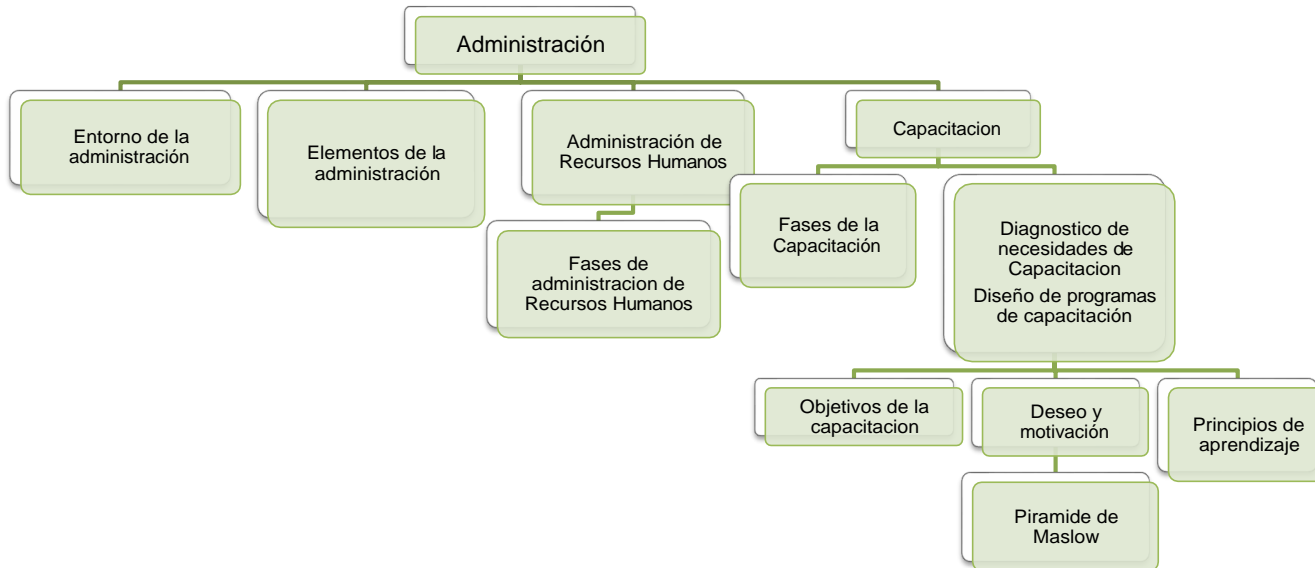 Administración
Entorno de la
administración
Elementos de la
administración
Administración de
Recursos Humanos
Fases de
administracion de
Recursos Humanos
Capacitacion
Fases de la
Capacitación
Diagnostico de
necesidades de
Capacitacion
Diseño de programas
de capacitación
Objetivos de la
capacitacion
Deseo y
motivación
Piramide de
Maslow
Principios de
aprendizaje